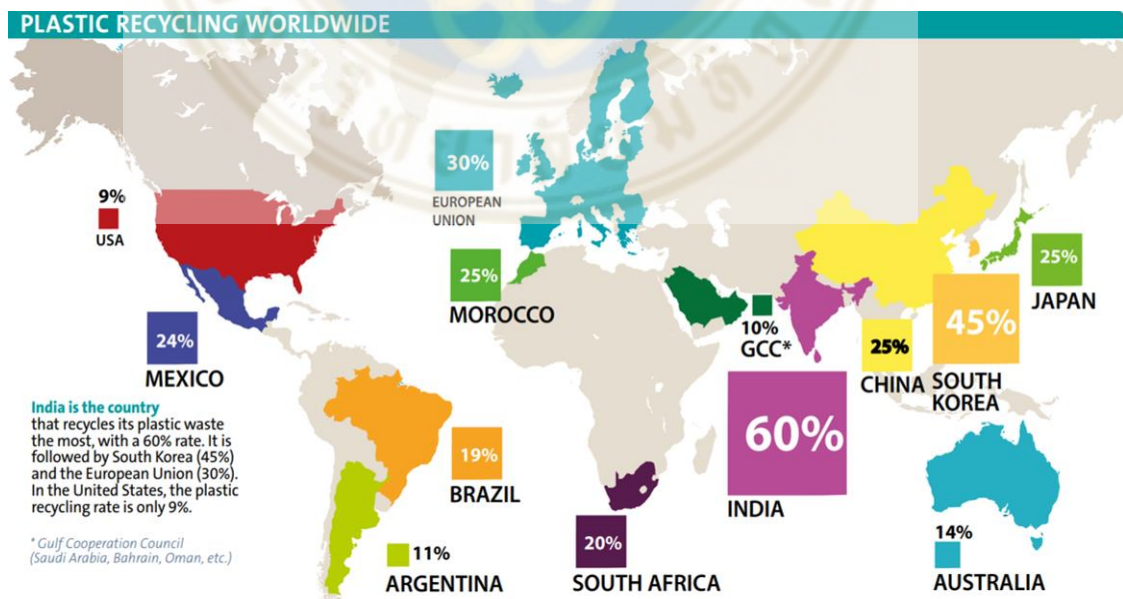 PLASTIC RECYCLING WORLDWIDE
9%
USA
30%
EUROPEAN
UNION
25%
MOROCCO
24%
MEXICO
10%
GCC*
25%
CHINA
45%
SOUTH
KOREA
25%
JAPAN
60%
INDIA
19%
BRAZIL
11%
ARGENTINA
20%
SOUTH AFRICA
14%
AUSTRALIA
India is the country
that recycles its plastic waste
the most, with a 60% rate. It is
followed by South Korea (45%)
and the European Union (30%).
In the United States, the plastic
recycling rate is only 9%.
* Gulf Cooperation Council
(Saudi Arabia, Bahrain, Oman, etc.)